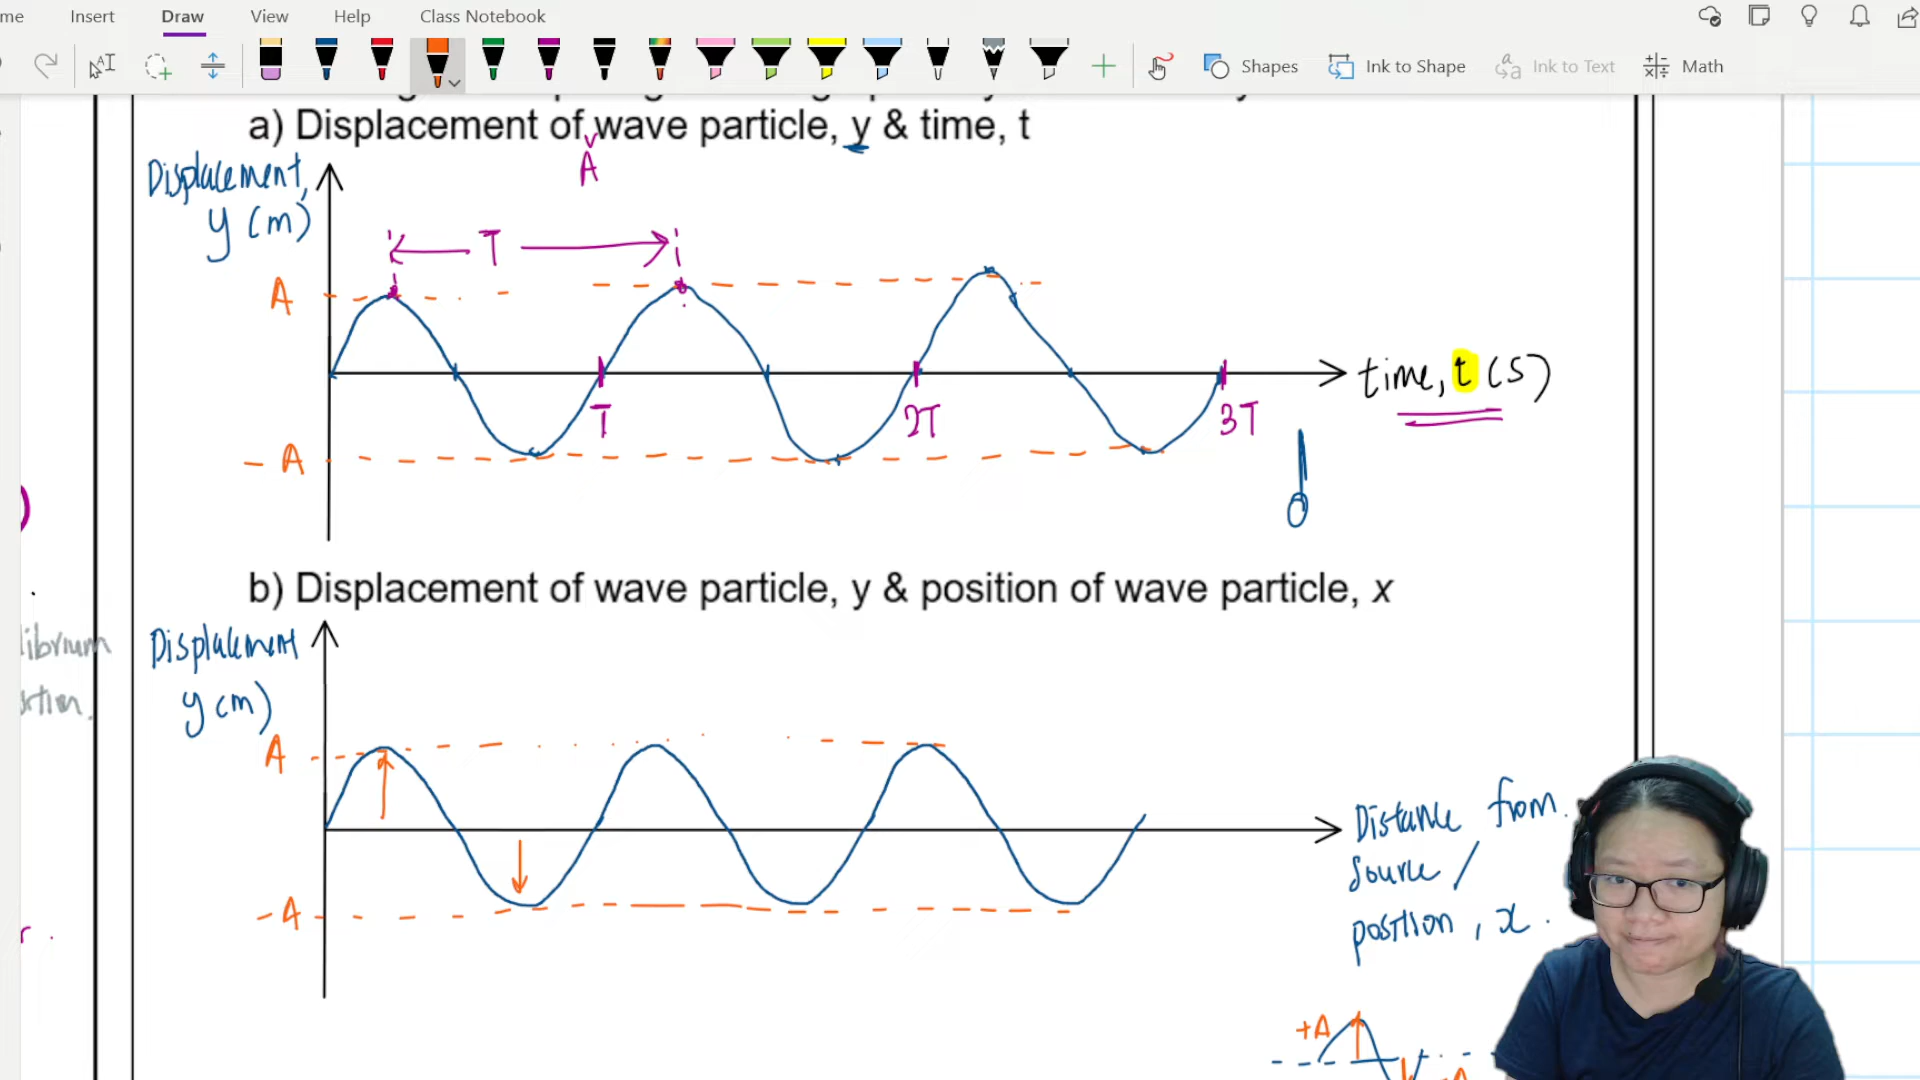 Insert Draw View Help Class Notebook
Shapes Ink to Shape Ink to Text Math
a) Displacement of wave particle, y & time, t
A
Displacement,
y (m)
T
A
time, t (s)
T 2T 3T
- A
b) Displacement of wave particle, y & position of wave particle, x
Displacement
y (m)
A
Distance from
source /
position, x.
-A
+A